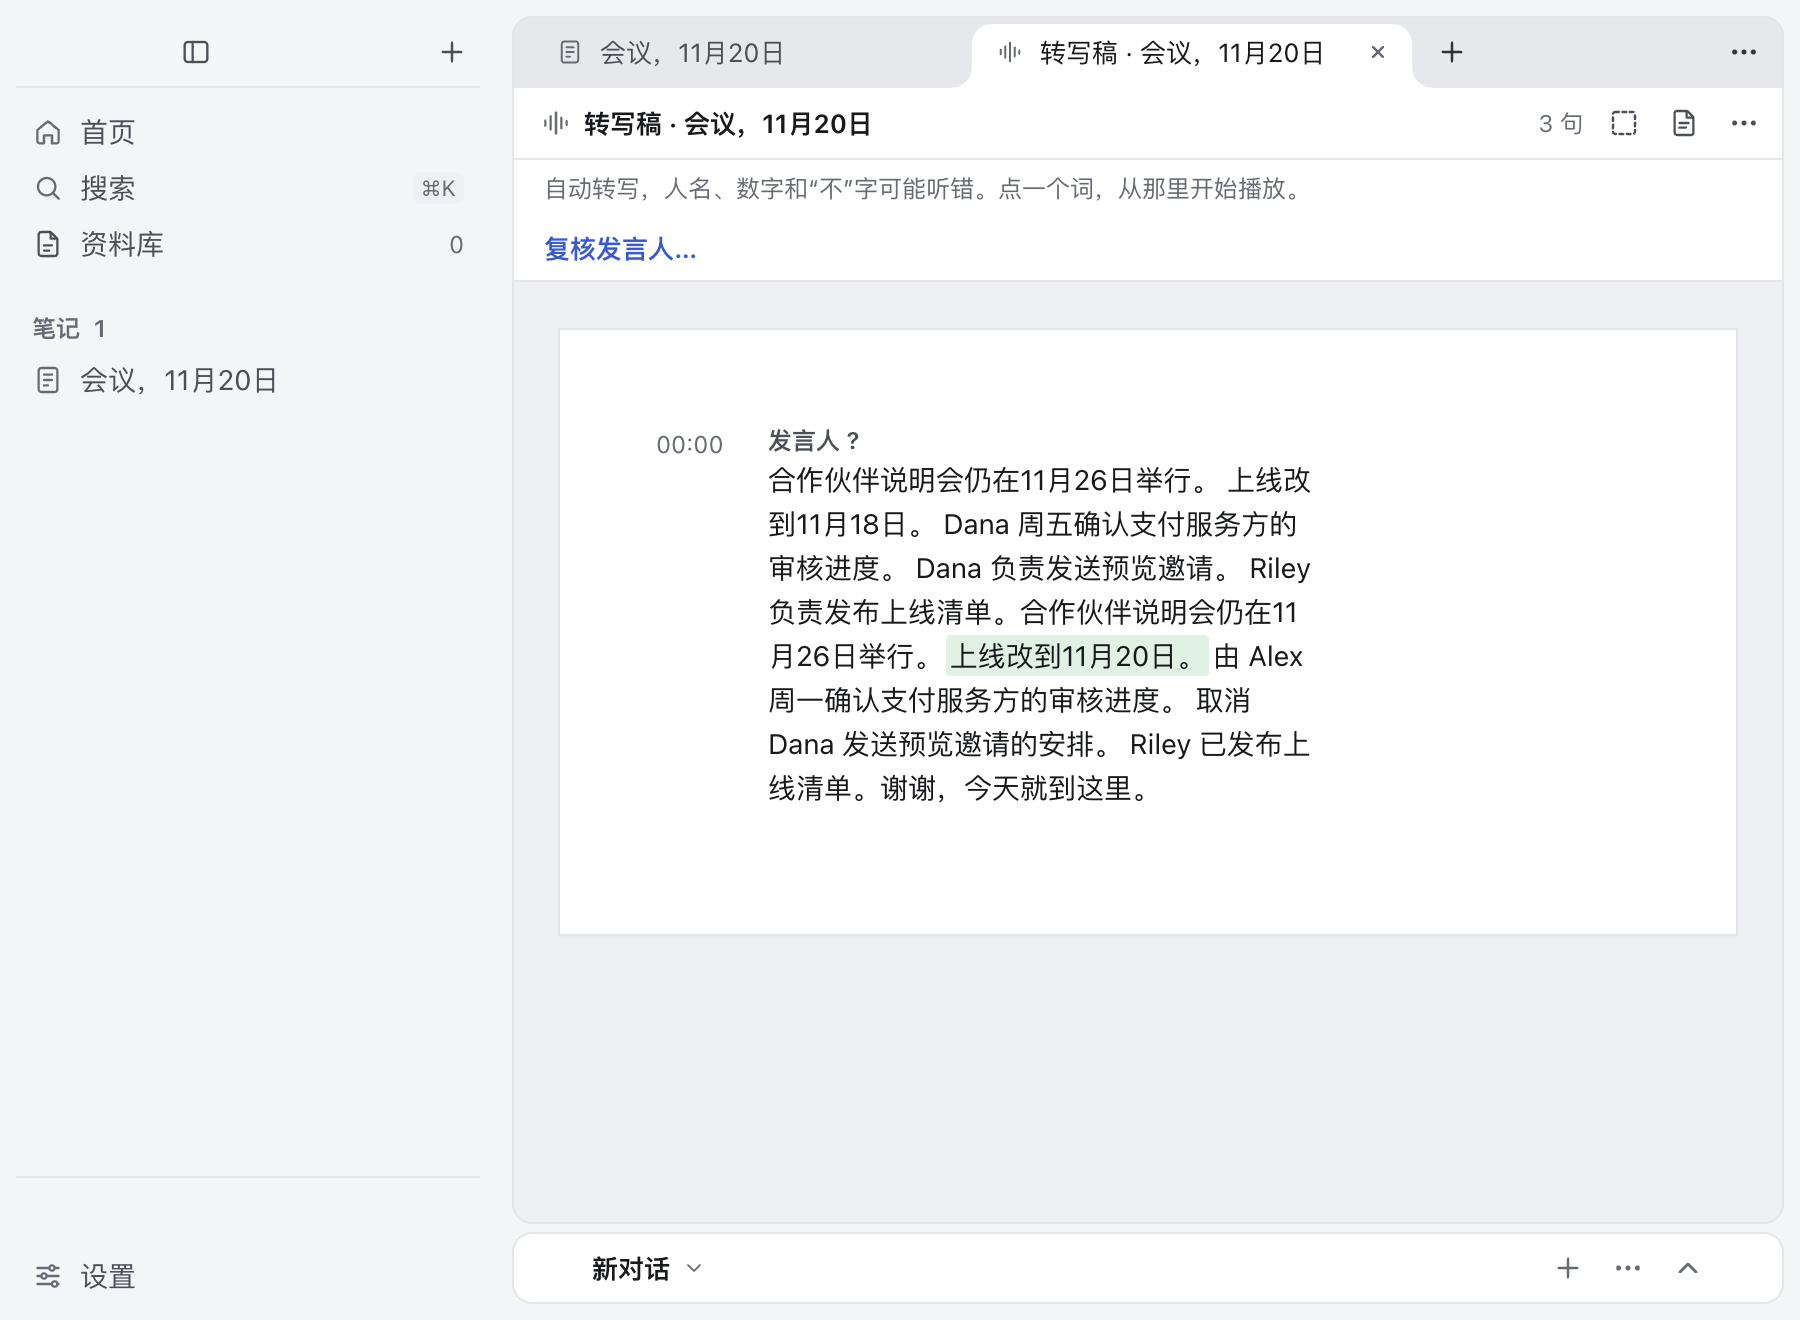 首页
搜索 ⌘K
资料库 0
笔记 1
会议，11月20日
设置
会议，11月20日
转写稿 · 会议，11月20日
转写稿 · 会议，11月20日
3 句
自动转写，人名、数字和“不”字可能听错。点一个词，从那里开始播放。
复核发言人...
00:00
发言人 ?
合作伙伴说明会仍在11月26日举行。 上线改
到11月18日。 Dana 周五确认支付服务方的
审核进度。 Dana 负责发送预览邀请。 Riley
负责发布上线清单。合作伙伴说明会仍在11
月26日举行。 上线改到11月20日。 由 Alex
周一确认支付服务方的审核进度。 取消
Dana 发送预览邀请的安排。 Riley 已发布上
线清单。谢谢，今天就到这里。
新对话